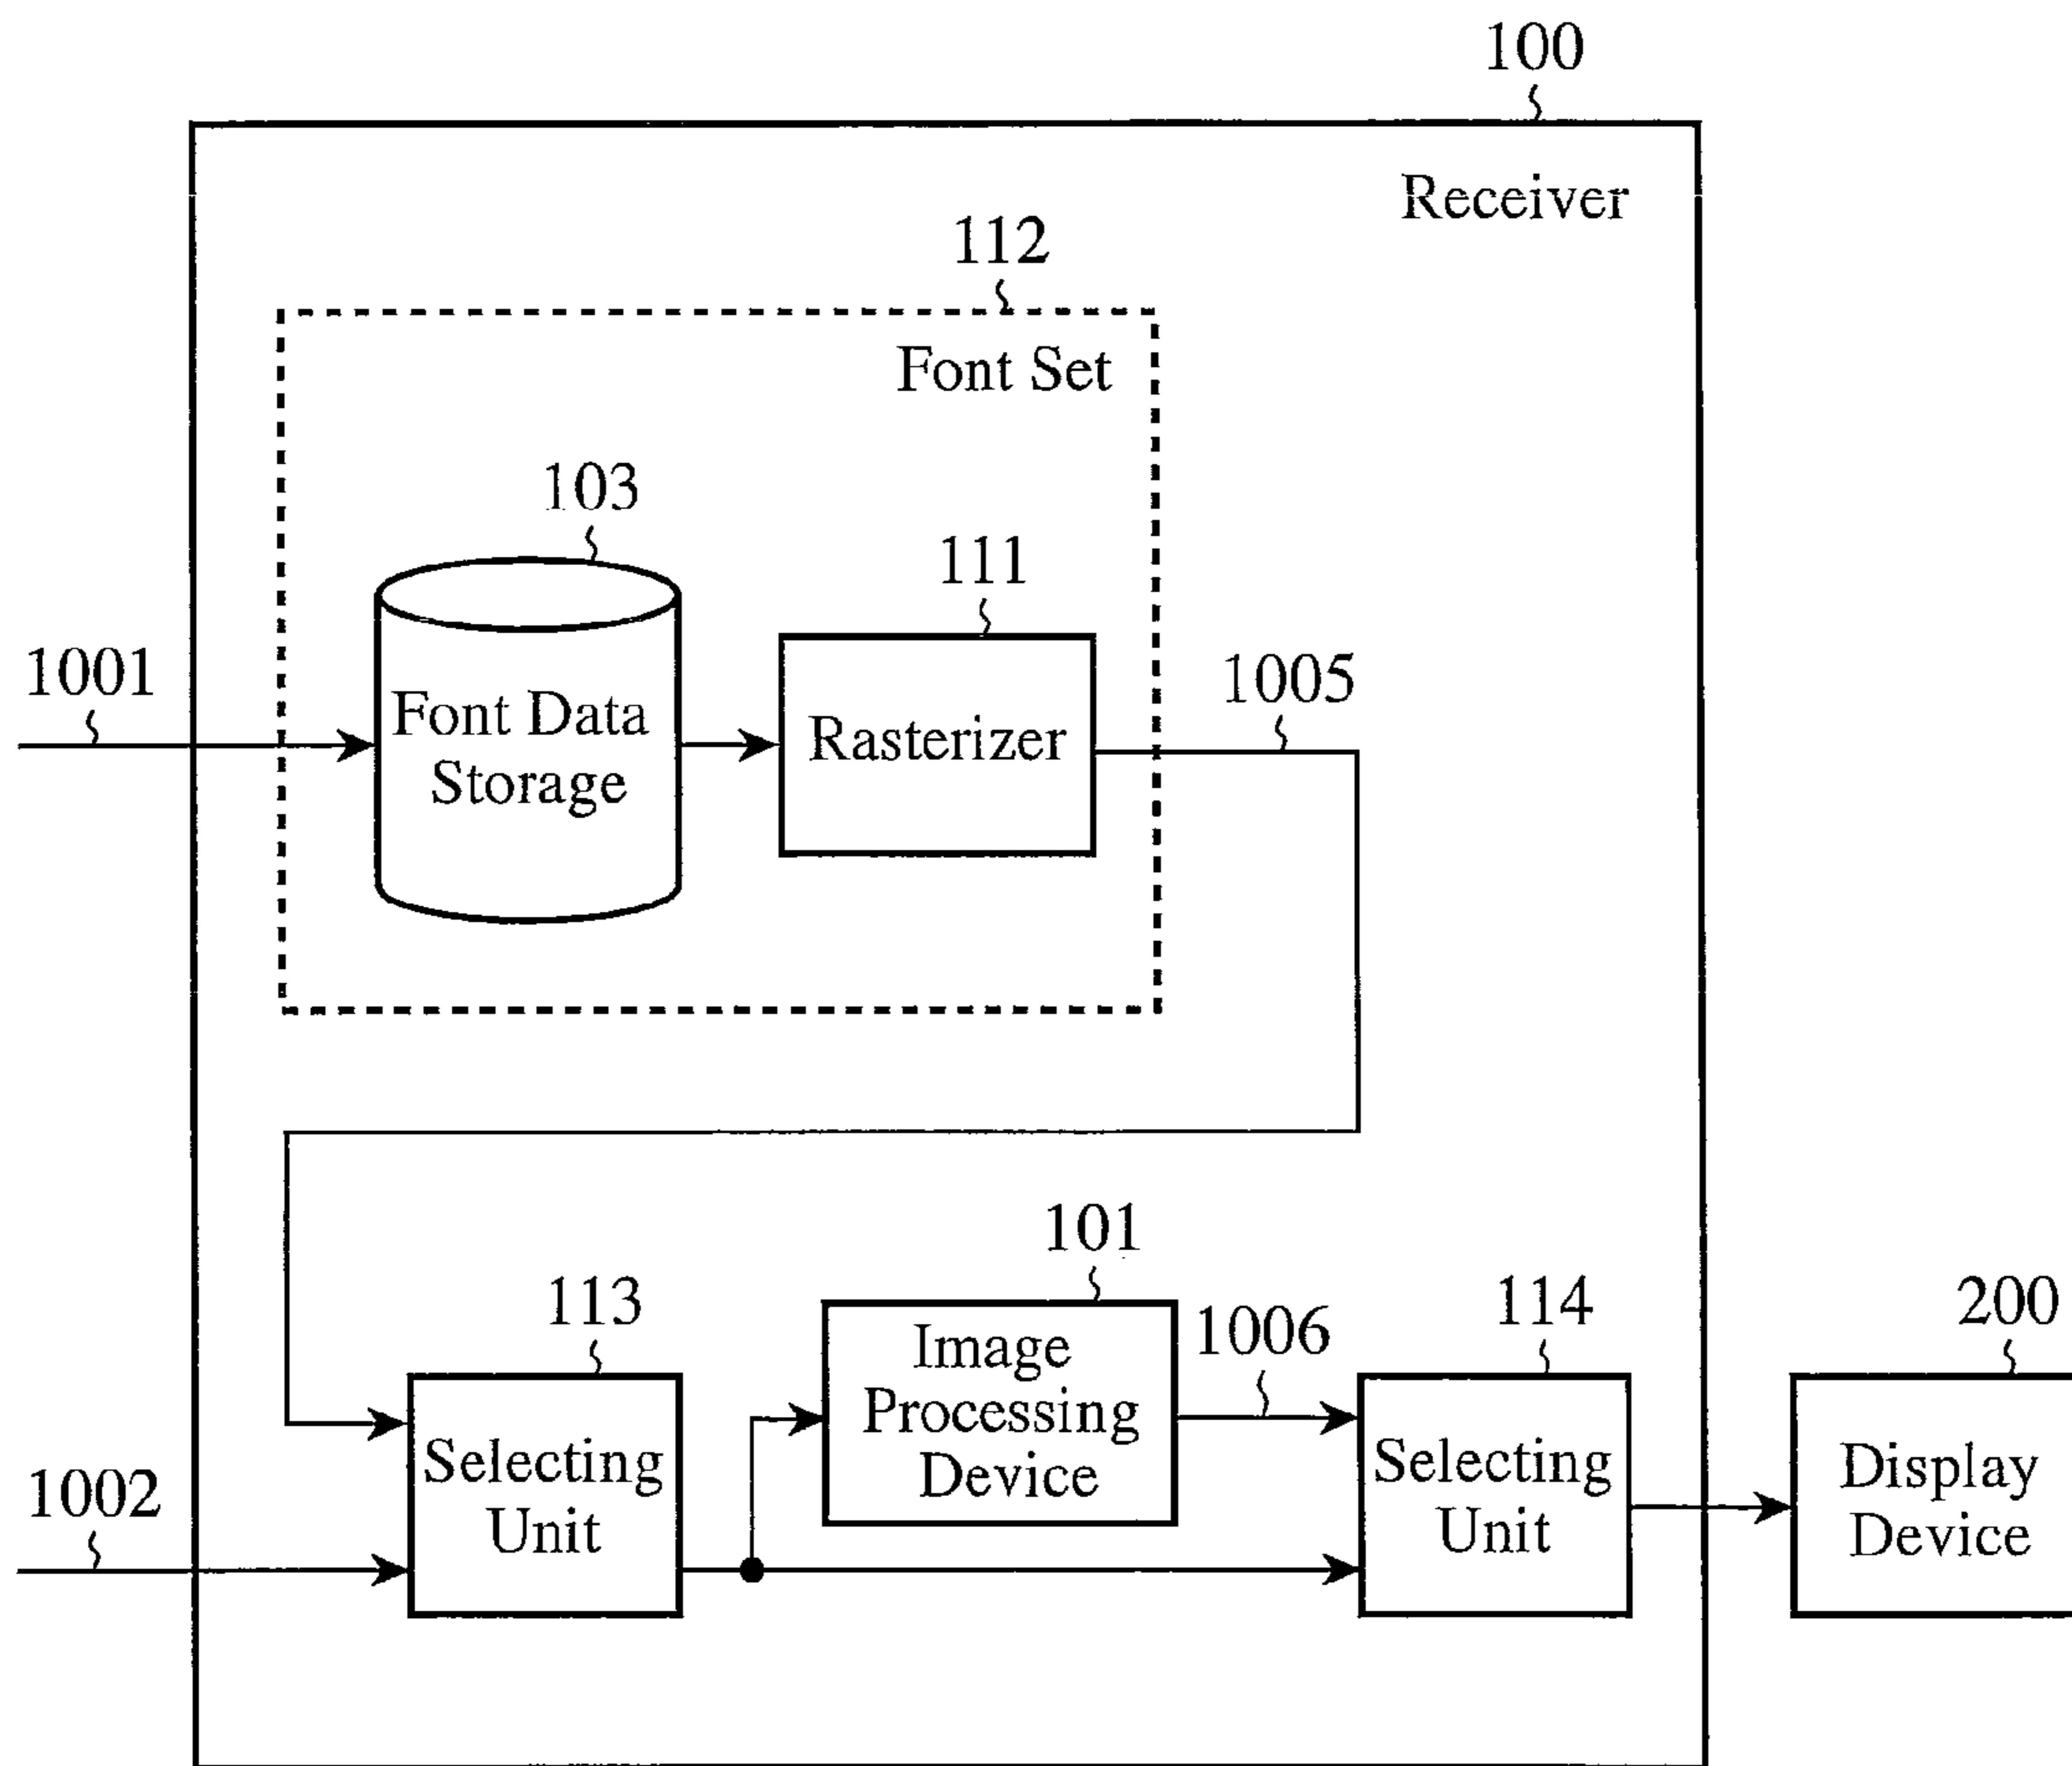 100
Receiver
112
Font Set
103
111
1001
1005
Font Data
Storage
Rasterizer
101
113
1006
114
200
Image
Processing
Device
Selecting
Unit
Selecting
Unit
Display
Device
1002